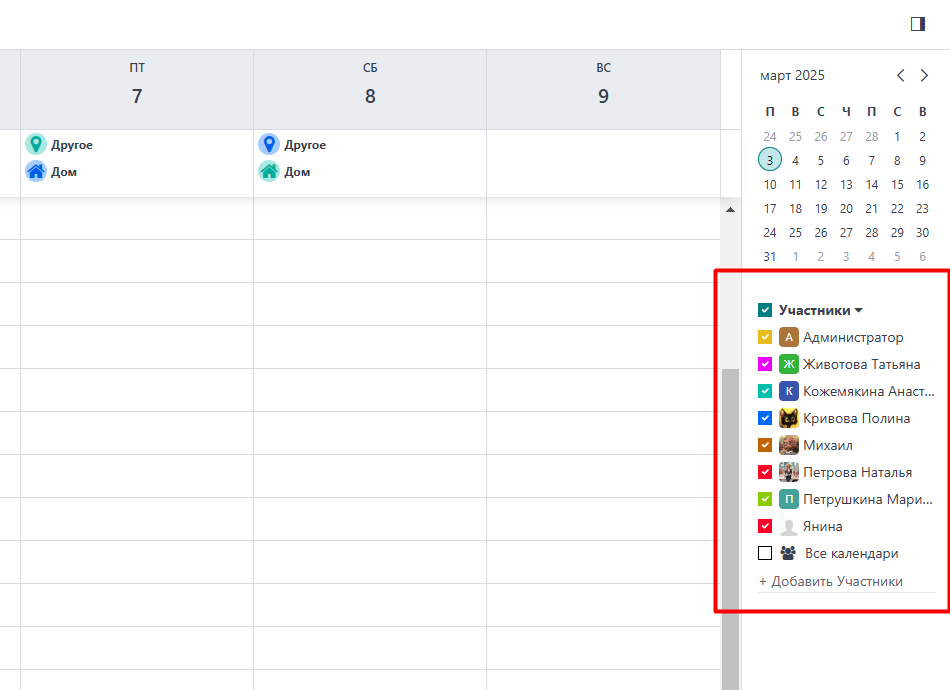 ПТ СБ ВС
7 8 9
Другое Другое
Дом Дом
март 2025
П В С Ч П С В
24 25 26 27 28 1 2
3 4 5 6 7 8 9
10 11 12 13 14 15 16
17 18 19 20 21 22 23
24 25 26 27 28 29 30
31 1 2 3 4 5 6
Участники
А Администратор
Ж Животова Татьяна
К Кожемякина Анаст...
Кривова Полина
Михаил
Петрова Наталья
П Петрушкина Мари...
Янина
Все календари
+ Добавить Участники